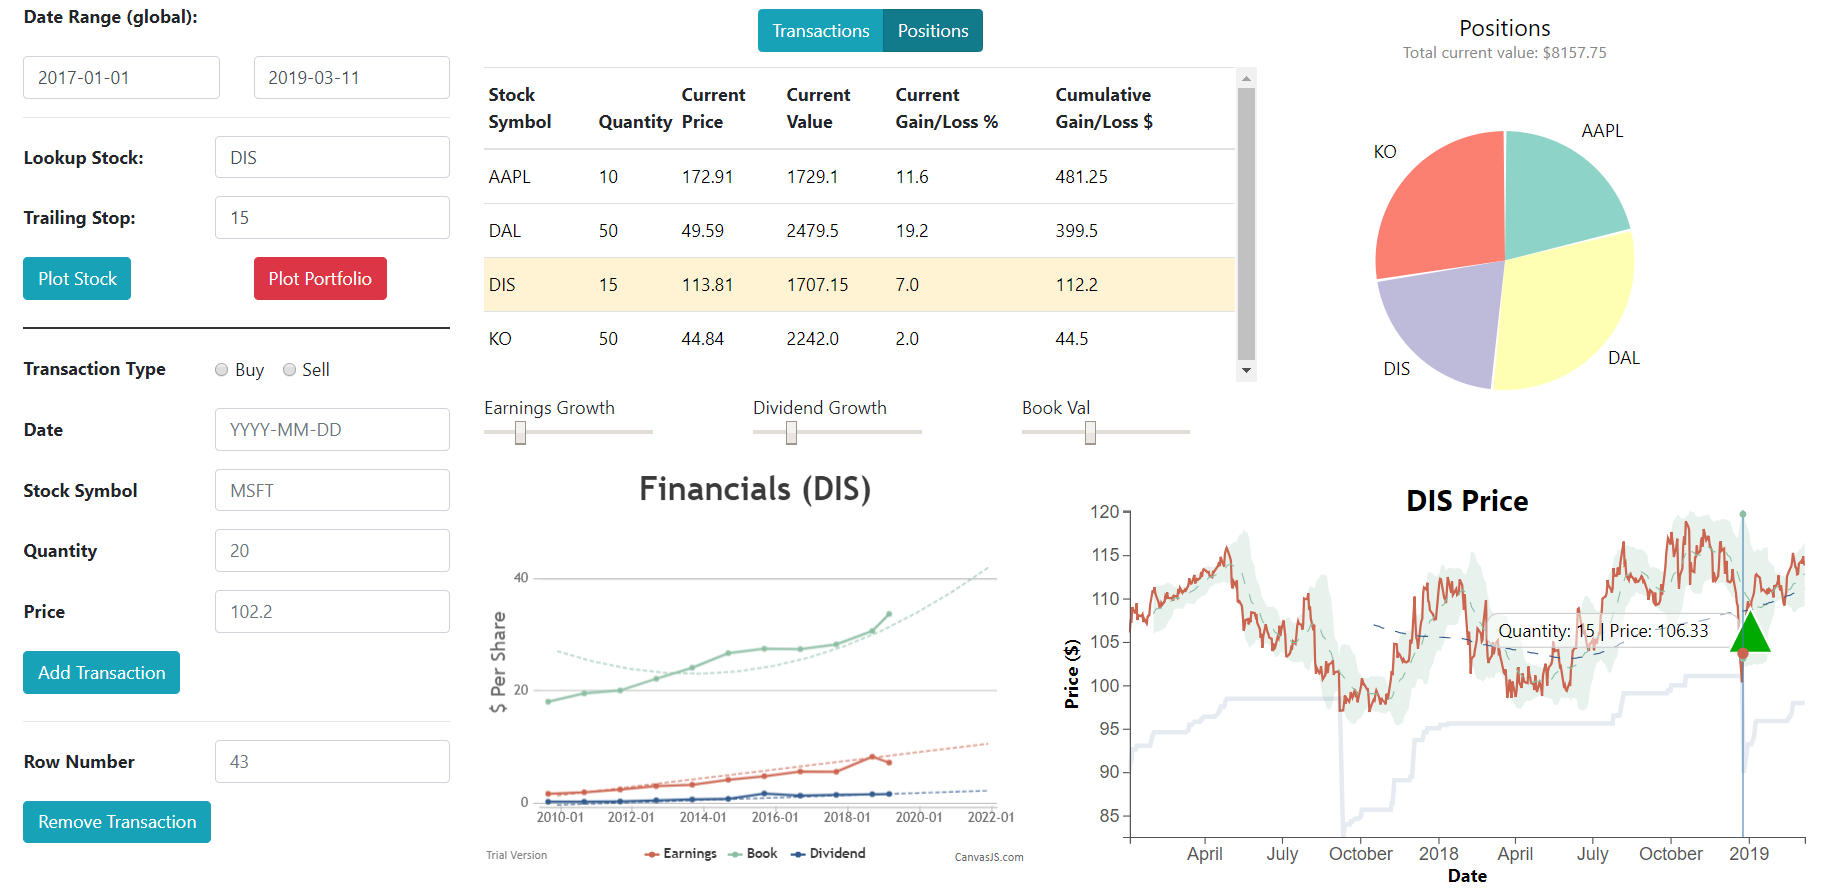 Date Range (global):
2017-01-01 2019-03-11
Lookup Stock: DIS
Trailing Stop: 15
Plot Stock Plot Portfolio
Transaction Type Buy Sell
Date YYYY-MM-DD
Stock Symbol MSFT
Quantity 20
Price 102.2
Add Transaction
Row Number 43
Remove Transaction
Transactions Positions
Stock Symbol Quantity Current Price Current Value Current Gain/Loss % Cumulative Gain/Loss $
AAPL 10 172.91 1729.1 11.6 481.25
DAL 50 49.59 2479.5 19.2 399.5
DIS 15 113.81 1707.15 7.0 112.2
KO 50 44.84 2242.0 2.0 44.5
Positions
Total current value: $8157.75
AAPL
KO
DAL
DIS
Earnings Growth Dividend Growth Book Val
Financials (DIS)
$ Per Share
40
20
0
2010-01 2012-01 2014-01 2016-01 2018-01 2020-01 2022-01
Earnings Book Dividend
Trial Version CanvasJS.com
DIS Price
Price ($)
120
115
110
105
100
95
90
85
Quantity: 15 | Price: 106.33
April July October 2018 April July October 2019
Date